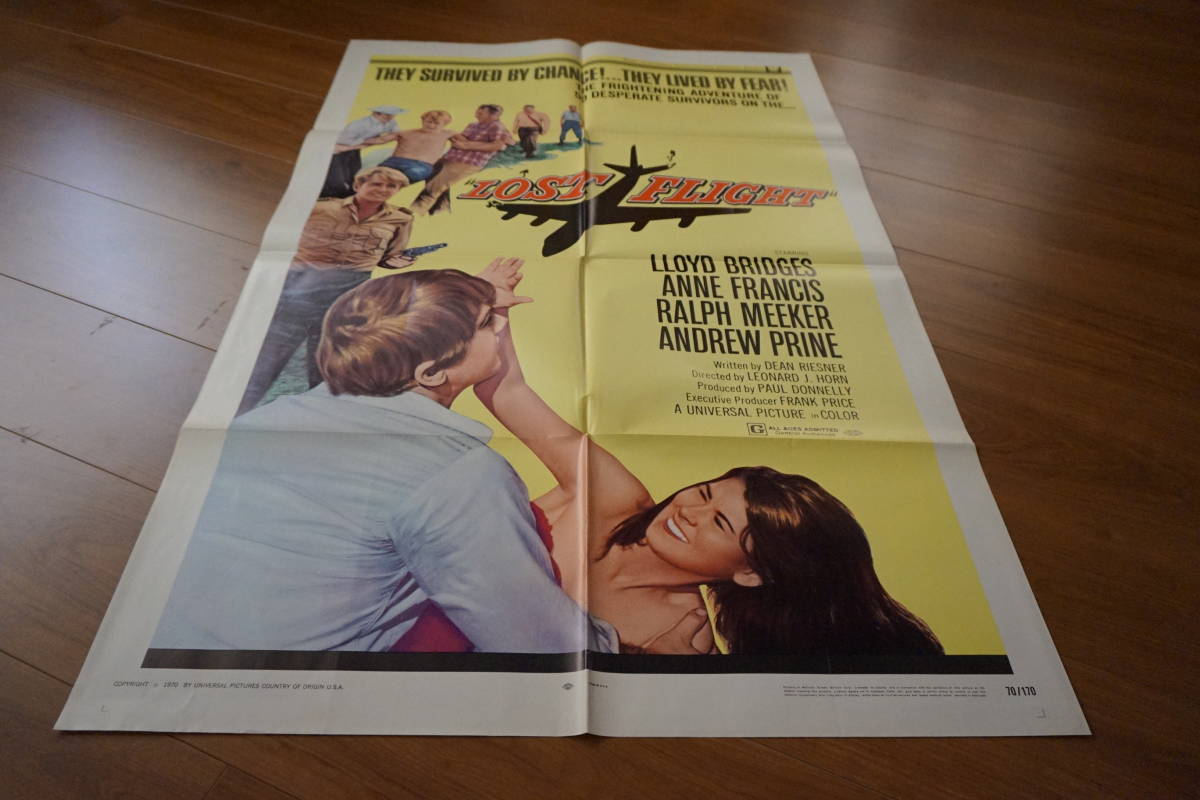 THEY SURVIVED BY CHANCE!...THEY LIVED BY FEAR!
FRIGHTENING ADVENTURE OF
DESPERATE SURVIVORS ON THE...
"LOST FLIGHT"
STARRING
LLOYD BRIDGES
ANNE FRANCIS
RALPH MEEKER
ANDREW PRINE
Written by DEAN RIESNER
Directed by LEONARD J. HORN
Produced by PAUL DONNELLY
Executive Producer FRANK PRICE
A UNIVERSAL PICTURE in COLOR
G ALL AGES ADMITTED
General Audiences
COPYRIGHT © 1970 BY UNIVERSAL PICTURES COUNTRY OF ORIGIN U.S.A.
70/170